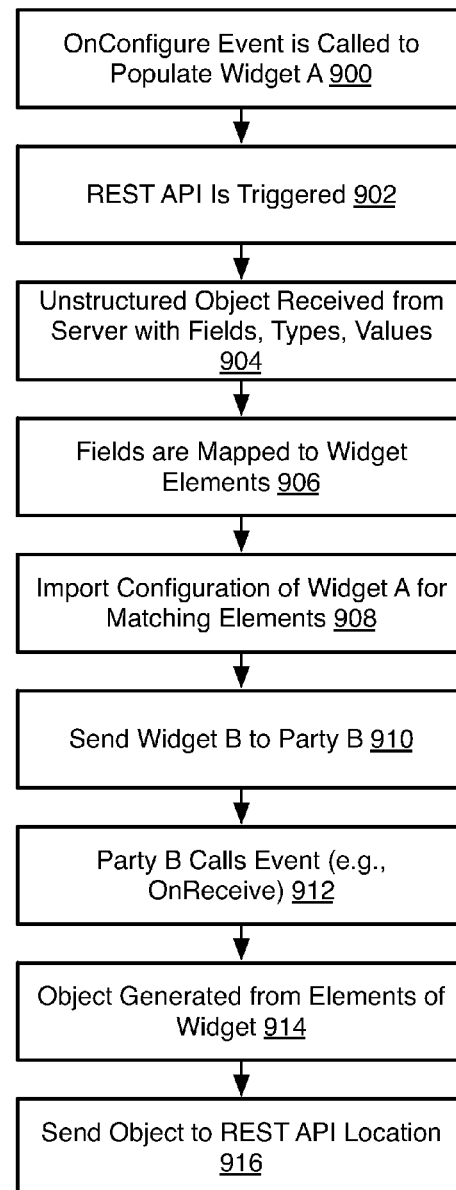 OnConfigure Event is Called to
Populate Widget A 900
REST API Is Triggered 902
Unstructured Object Received from
Server with Fields, Types, Values
904
Fields are Mapped to Widget
Elements 906
Import Configuration of Widget A for
Matching Elements 908
Send Widget B to Party B 910
Party B Calls Event (e.g.,
OnReceive) 912
Object Generated from Elements of
Widget 914
Send Object to REST API Location
916